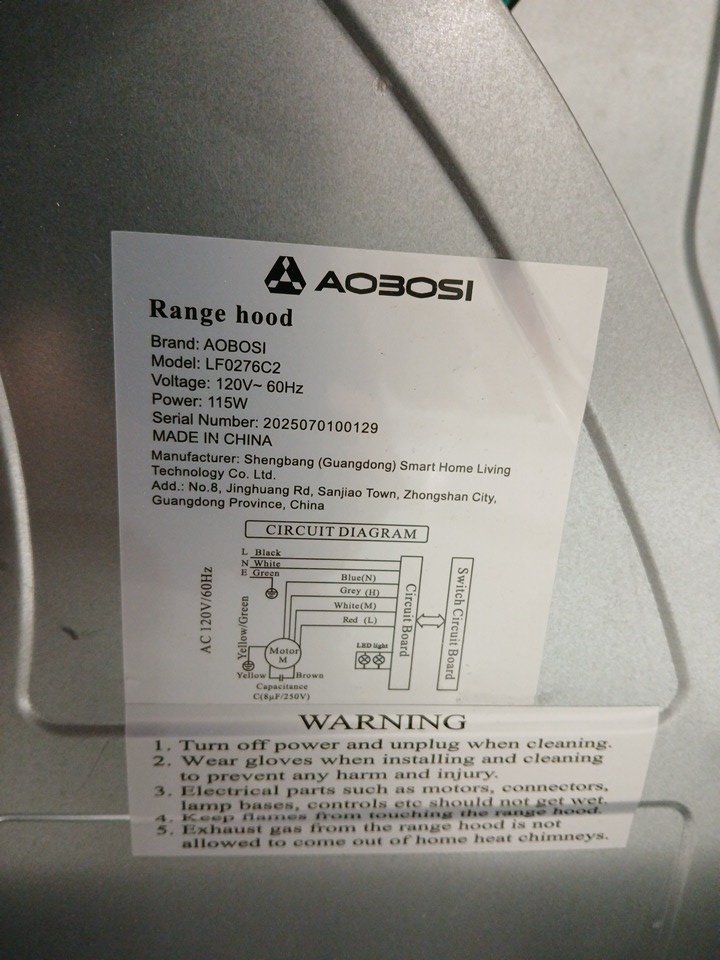 AOBOSI
Range hood
Brand: AOBOSI
Model: LF0276C2
Voltage: 120V~ 60Hz
Power: 115W
Serial Number: 2025070100129
MADE IN CHINA
Manufacturer: Shengbang (Guangdong) Smart Home Living
Technology Co. Ltd.
Add.: No.8, Jinghuang Rd, Sanjiao Town, Zhongshan City,
Guangdong Province, China
CIRCUIT DIAGRAM
AC 120V/60Hz
L Black
N White
E Green
Yellow/Green
Blue(N)
Grey (H)
White(M)
Red (L)
Motor
M
Yellow
Brown
Capacitance
C(8μF/250V)
LED light
Circuit Board
Switch Circuit Board
WARNING
1. Turn off power and unplug when cleaning.
2. Wear gloves when installing and cleaning
to prevent any harm and injury.
3. Electrical parts such as motors, connectors,
lamp bases, controls etc should not get wet.
4. Keep flames from touching the range hood.
5. Exhaust gas from the range hood is not
allowed to come out of home heat chimneys.